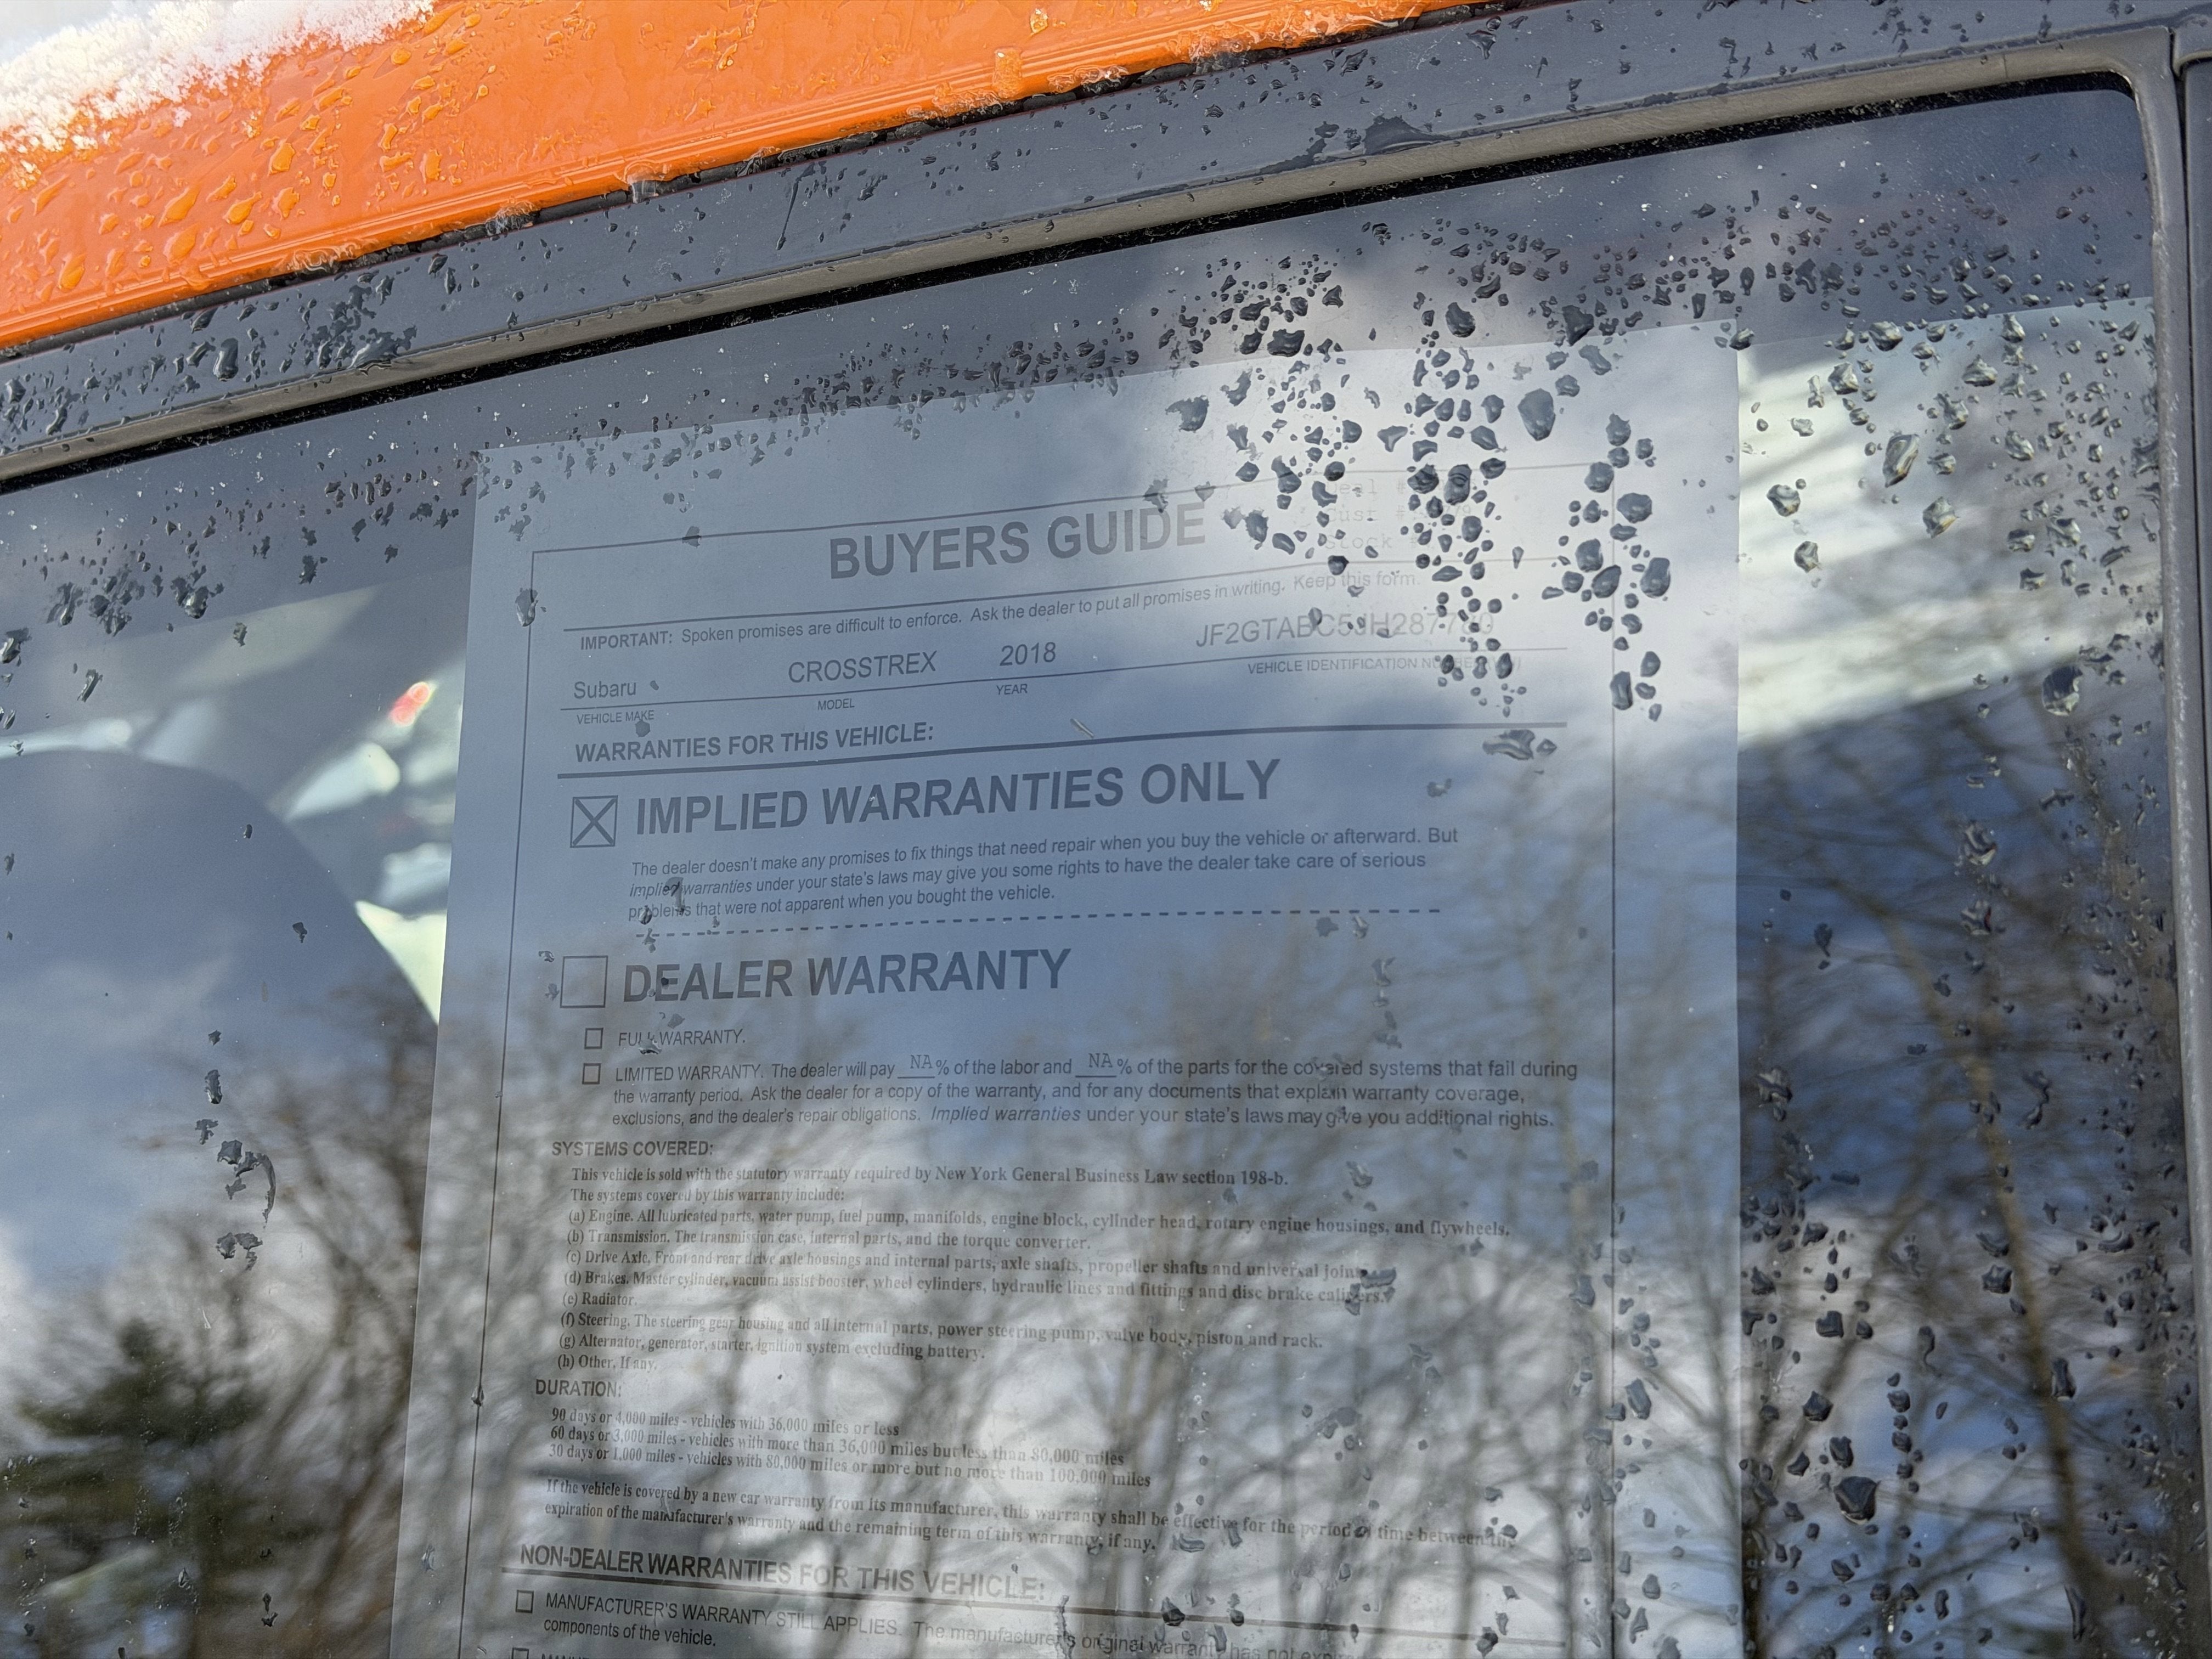 BUYERS GUIDE
IMPORTANT: Spoken promises are difficult to enforce. Ask the dealer to put all promises in writing. Keep this form.
Subaru CROSSTREX 2018
VEHICLE MAKE MODEL YEAR VEHICLE IDENTIFICATION
WARRANTIES FOR THIS VEHICLE:
IMPLIED WARRANTIES ONLY
The dealer doesn't make any promises to fix things that need repair when you buy the vehicle or afterward. But
implied warranties under your state's laws may give you some rights to have the dealer take care of serious
problems that were not apparent when you bought the vehicle.
DEALER WARRANTY
FULL WARRANTY.
LIMITED WARRANTY. The dealer will pay NA % of the labor and NA % of the parts for the covered systems that fail during
the warranty period. Ask the dealer for a copy of the warranty, and for any documents that explain warranty coverage,
exclusions, and the dealer's repair obligations. Implied warranties under your state's laws may give you additional rights.
SYSTEMS COVERED:
This vehicle is sold with the statutory warranty required by New York General Business Law section 198-b.
The systems covered by this warranty include:
(a) Engine. All lubricated parts, water pump, fuel pump, manifolds, engine block, cylinder head, rotary engine housings, and flywheels.
(b) Transmission. The transmission case, internal parts, and the torque converter.
(c) Drive Axle. Front and rear drive axle housings and internal parts, axle shafts, propeller shafts and universal joints.
(d) Brakes. Master cylinder, vacuum assist booster, wheel cylinders, hydraulic lines and fittings and disc brake calipers.
(e) Radiator.
(f) Steering. The steering gear housing and all internal parts, power steering pump, valve body, piston and rack.
(g) Alternator, generator, starter, ignition system excluding battery.
(h) Other, If any.
DURATION:
90 days or 4,000 miles - vehicles with 36,000 miles or less
60 days or 3,000 miles - vehicles with more than 36,000 miles but less than 80,000 miles
30 days or 1,000 miles - vehicles with 80,000 miles or more but no more than 100,000 miles
If the vehicle is covered by a new car warranty from its manufacturer, this warranty shall be effective for the period of time between the
expiration of the manufacturer's warranty and the remaining term of this warranty, if any.
NON-DEALER WARRANTIES FOR THIS VEHICLE:
MANUFACTURER'S WARRANTY STILL APPLIES. The manufacturer's original warranty has not
components of the vehicle.